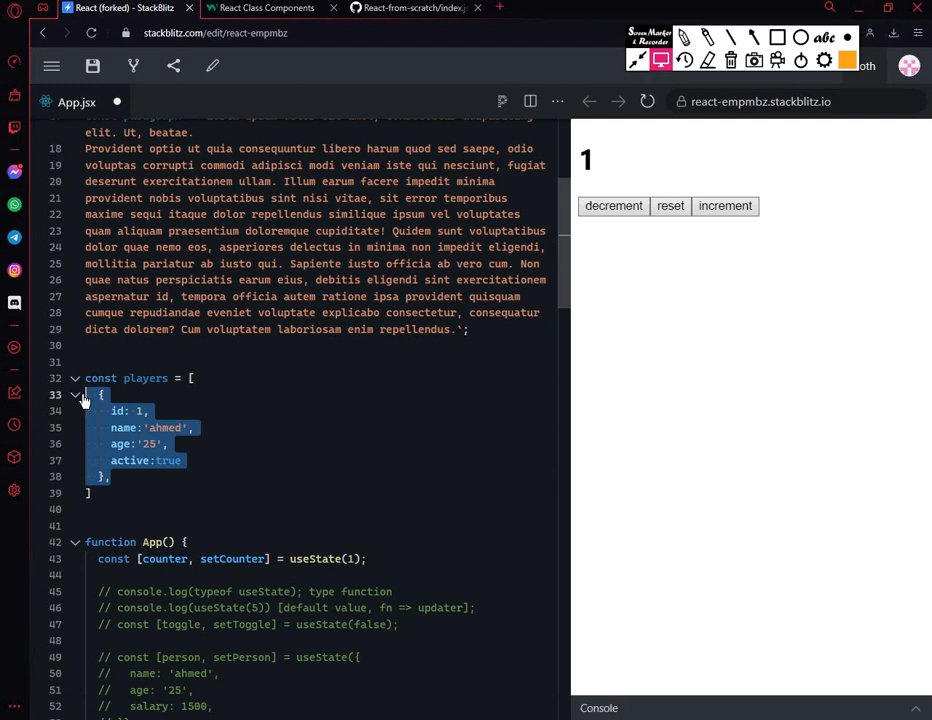 React (forked) - StackBlitz
React Class Components
React-from-scratch/index.js
stackblitz.com/edit/react-empmbz
Screen Marker
& Recorder
abc
oth
App.jsx
react-empmbz.stackblitz.io
elit. Ut, beatae.
18 Provident optio ut quia consequuntur libero harum quod sed saepe, odio
19 voluptas corrupti commodi adipisci modi veniam iste qui nesciunt, fugiat
20 deserunt exercitationem ullam. Illum earum facere impedit minima
21 provident nobis voluptatibus sint nisi vitae, sit error temporibus
22 maxime sequi itaque dolor repellendus similique ipsum vel voluptates
23 quam aliquam praesentium doloremque cupiditate! Quidem sunt voluptatibus
24 dolor quae nemo eos, asperiores delectus in minima non impedit eligendi,
25 mollitia pariatur ab iusto qui. Sapiente iusto officia ab vero cum. Non
26 quae natus perspiciatis earum eius, debitis eligendi sint exercitationem
27 aspernatur id, tempora officia autem ratione ipsa provident quisquam
28 cumque repudiandae eveniet voluptate explicabo consectetur, consequatur
29 dicta dolorem? Cum voluptatem laboriosam enim repellendus.`;
30
31
32 const players = [
33 {
34 id: 1,
35 name:'ahmed',
36 age:'25',
37 active:true
38 },
39 ]
40
41
42 function App() {
43 const [counter, setCounter] = useState(1);
44
45 // console.log(typeof useState); type function
46 // console.log(useState(5)) [default value, fn => updater];
47 // const [toggle, setToggle] = useState(false);
48
49 // const [person, setPerson] = useState({
50 // name: 'ahmed',
51 // age: '25',
52 // salary: 1500,
1
decrement reset increment
Console